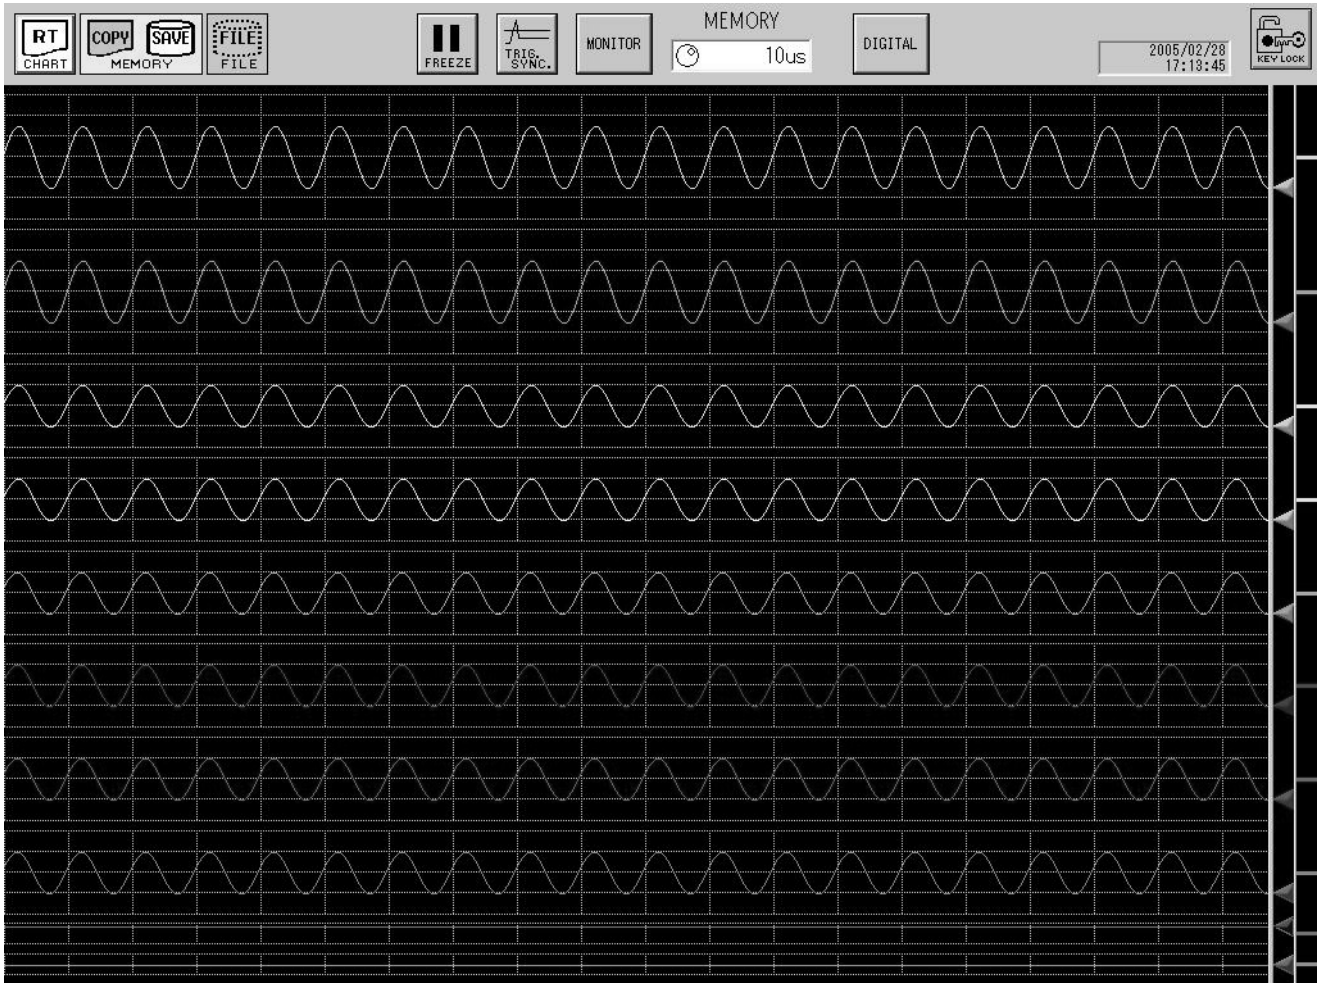 RT
CHART
COPY SAVE
MEMORY
FILE
FILE
FREEZE
TRIG.
SYNC.
MONITOR
MEMORY
10us
DIGITAL
2005/02/28
17:13:45
KEY LOCK